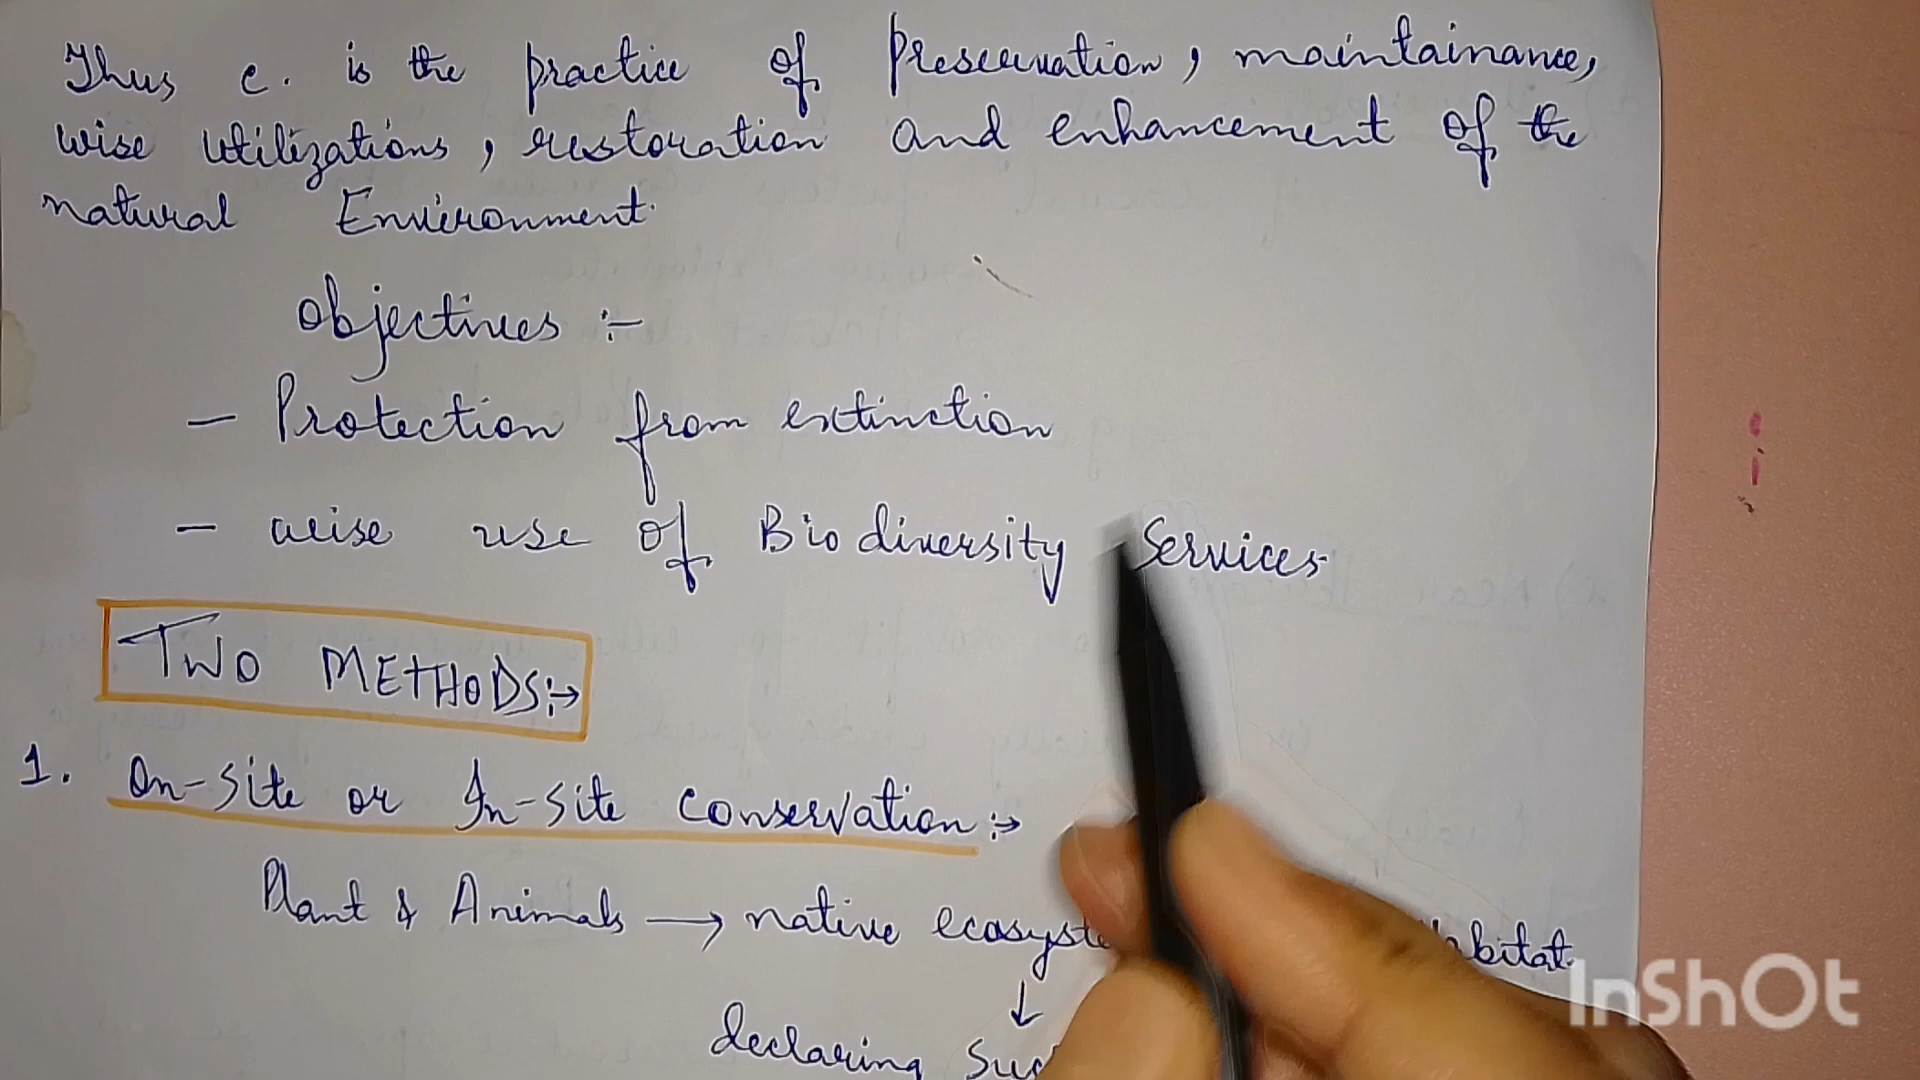 Thus c. is the practice of Preservation, maintainance,
wise utilizations, restoration and enhancement of the
natural Environment.
Objectives :-
- Protection from extinction
- wise use of Biodiversity Services
TWO METHODS:→
1. On-site or In-site conservation :→
Plant & Animals → native
↓
declaring
InShOt